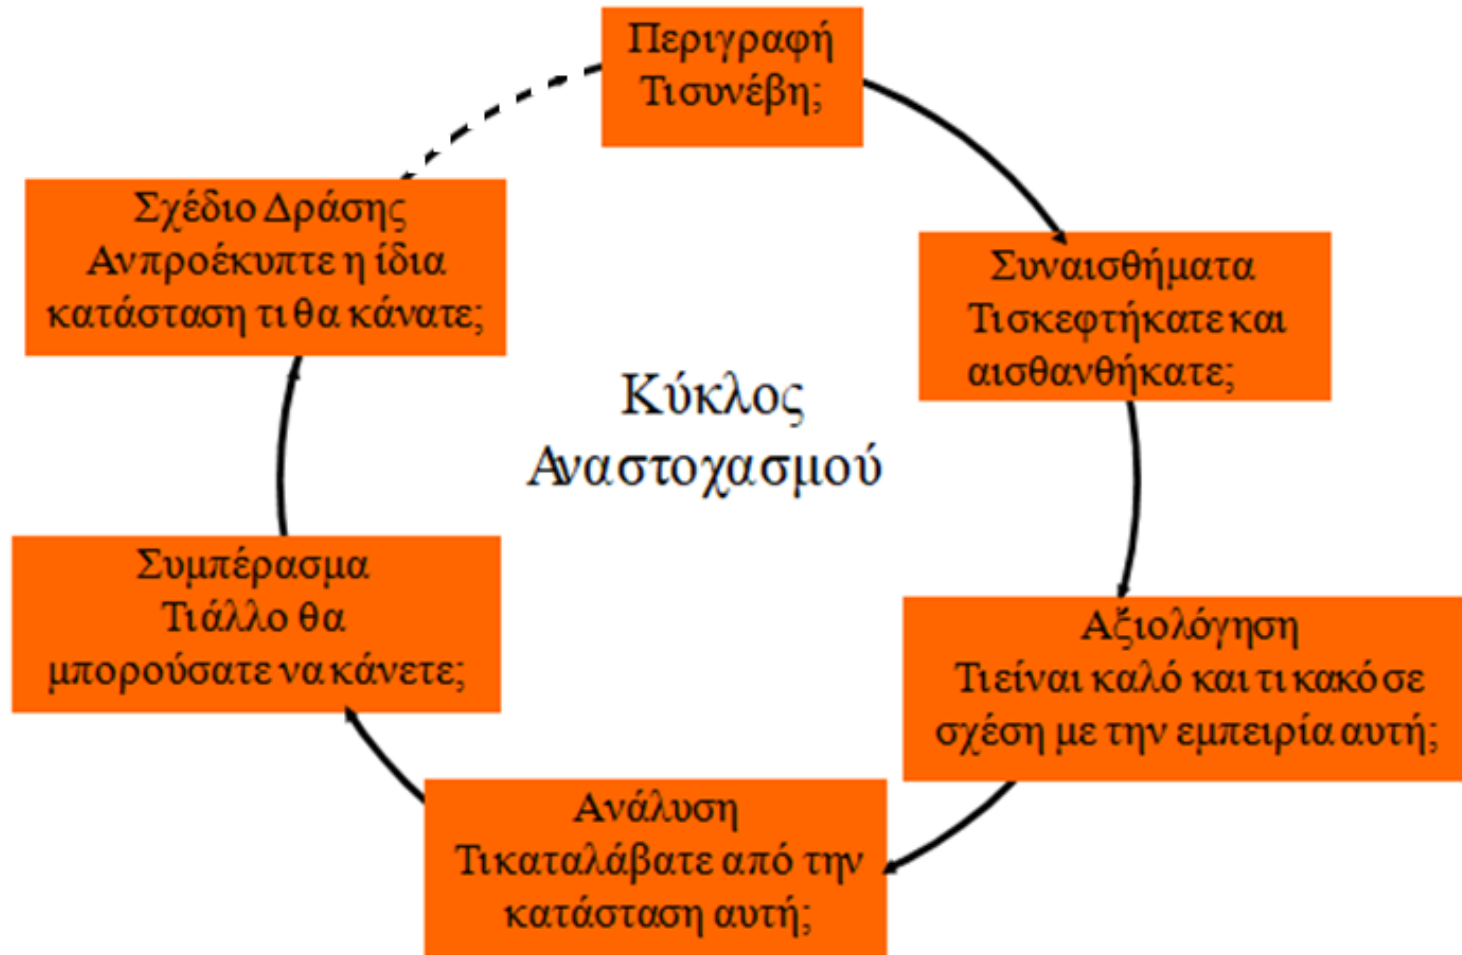 Περιγραφή
Τισυνέβη;
Συναισθήματα
Τισκεφτήκατε και
αισθανθήκατε;
Αξιολόγηση
Τιείναι καλό και τι κακό σε
σχέση με την εμπειρία αυτή;
Ανάλυση
Τικαταλάβατε από την
κατάσταση αυτή;
Συμπέρασμα
Τιάλλο θα
μπορούσατε να κάνετε;
Σχέδιο Δράσης
Ανπροέκυπτε η ίδια
κατάσταση τι θα κάνατε;
Κύκλος
Αναστοχασμού